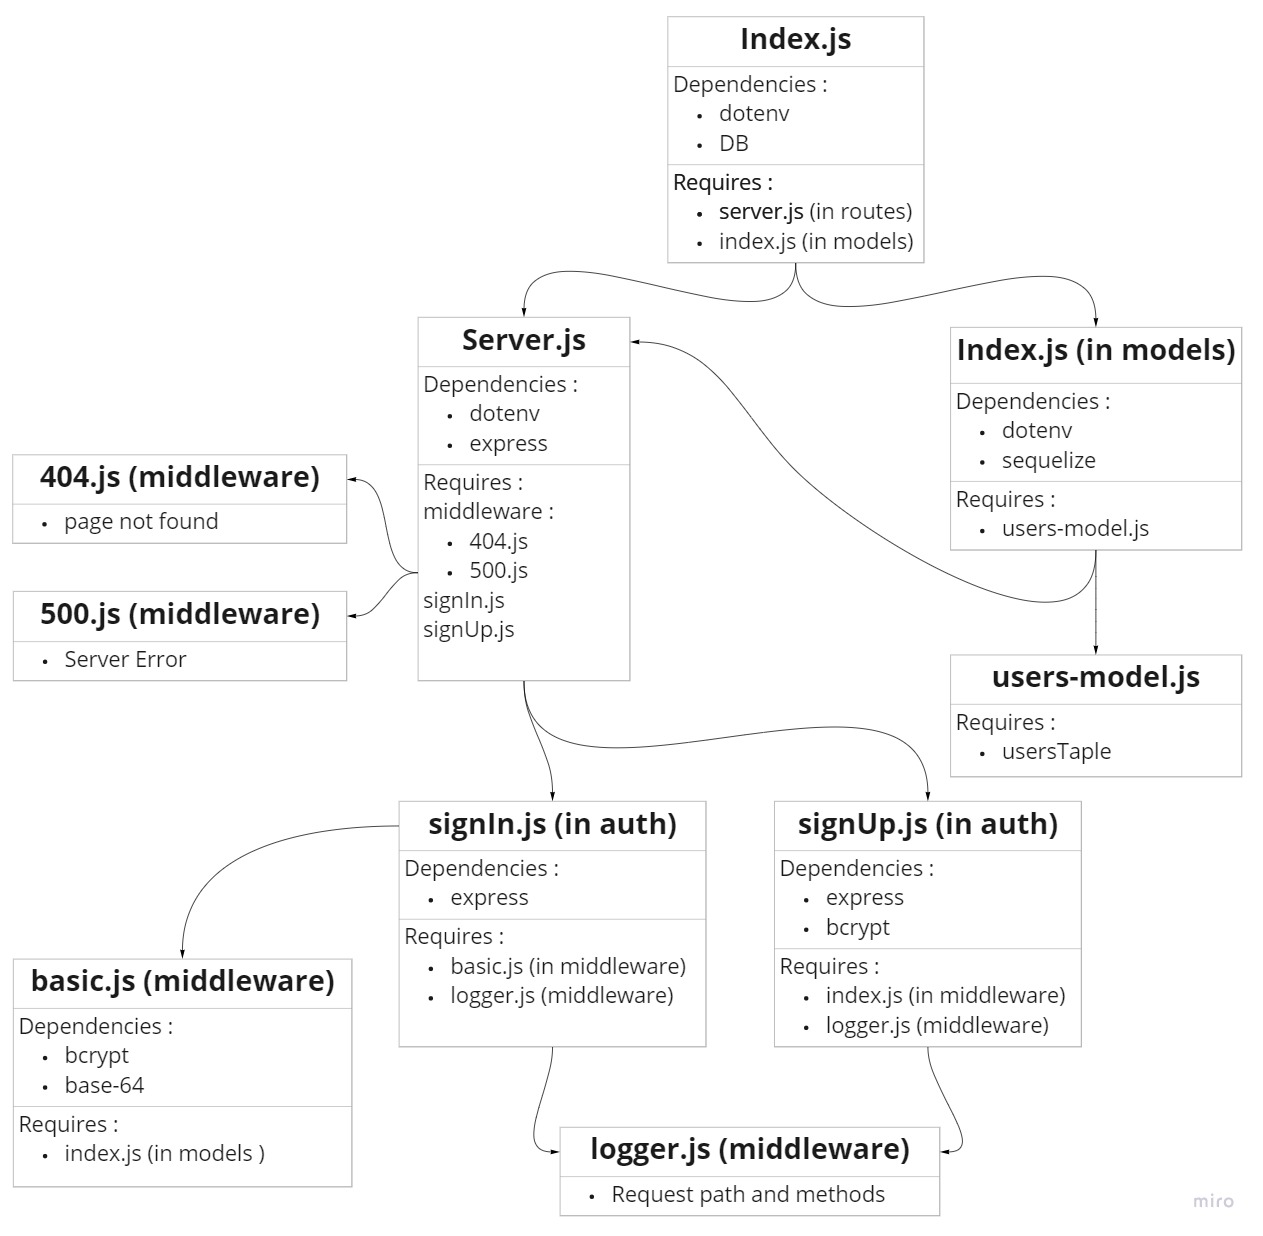 Index.js
Dependencies :
• dotenv
• DB
Requires :
• server.js (in routes)
• index.js (in models)
Server.js
Dependencies :
• dotenv
• express
Requires :
middleware :
• 404.js
• 500.js
signIn.js
signUp.js
Index.js (in models)
Dependencies :
• dotenv
• sequelize
Requires :
• users-model.js
404.js (middleware)
• page not found
500.js (middleware)
• Server Error
users-model.js
Requires :
• usersTaple
signIn.js (in auth)
Dependencies :
• express
Requires :
• basic.js (in middleware)
• logger.js (middleware)
signUp.js (in auth)
Dependencies :
• express
• bcrypt
Requires :
• index.js (in middleware)
• logger.js (middleware)
basic.js (middleware)
Dependencies :
• bcrypt
• base-64
Requires :
• index.js (in models )
logger.js (middleware)
• Request path and methods
miro